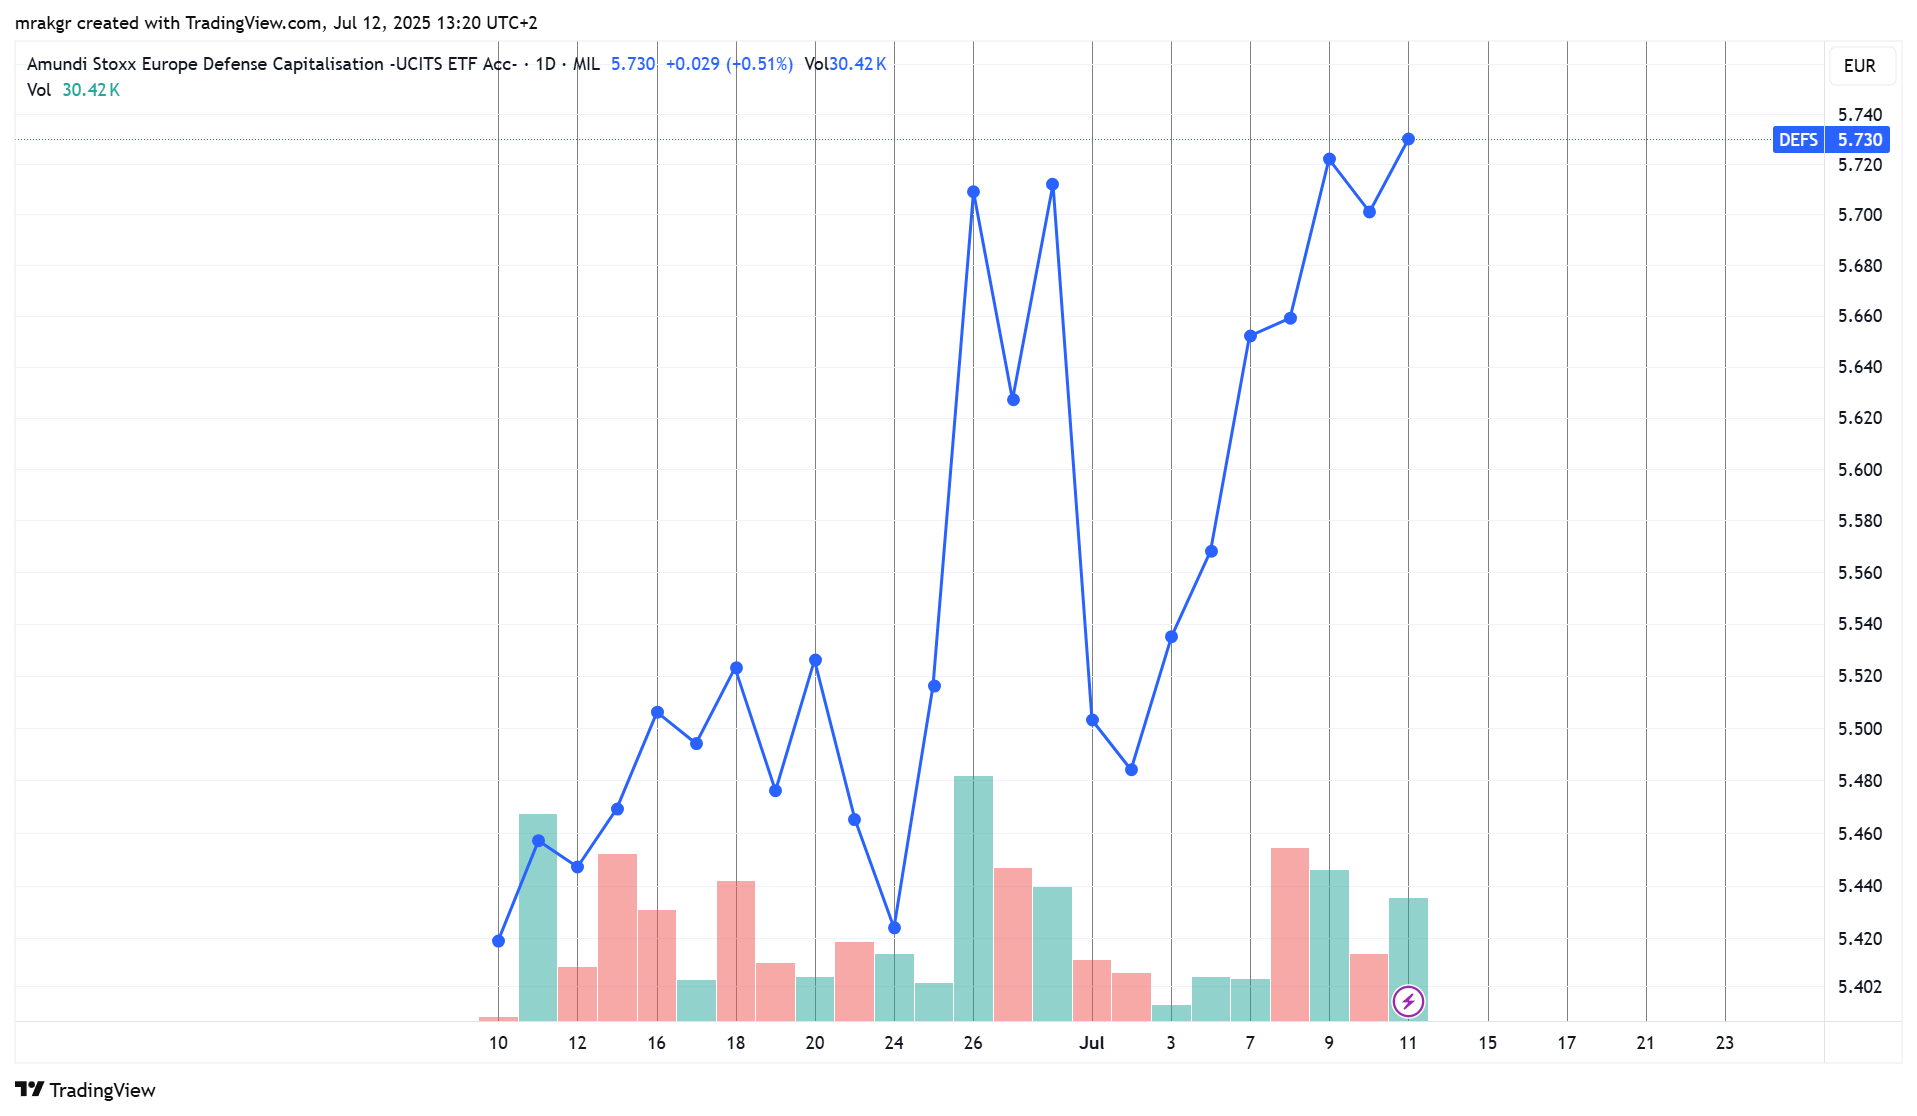 mrakgr created with TradingView.com, Jul 12, 2025 13:20 UTC+2
Amundi Stoxx Europe Defense Capitalisation -UCITS ETF Acc- · 1D · MIL 5.730 +0.029 (+0.51%) Vol30.42 K
Vol 30.42 K
EUR
5.740
DEFS 5.730
5.720
5.700
5.680
5.660
5.640
5.620
5.600
5.580
5.560
5.540
5.520
5.500
5.480
5.460
5.440
5.420
5.402
10 12 16 18 20 24 26 Jul 3 7 9 11 15 17 21 23
TradingView